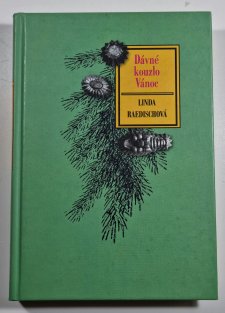 Dávné
kouzlo
Vánoc
LINDA
RAEDISCHOVÁ